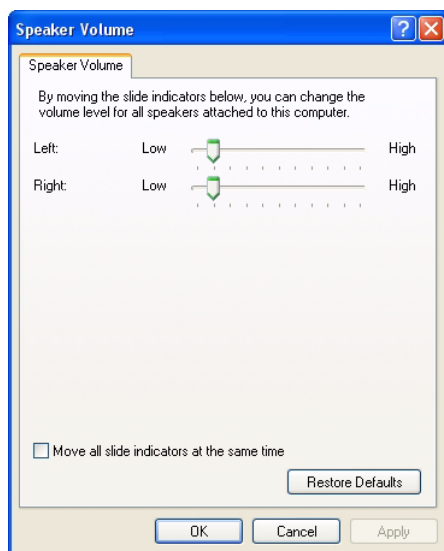 Speaker Volume
Speaker Volume
By moving the slide indicators below, you can change the
volume level for all speakers attached to this computer.
Left: Low High
Right: Low High
Move all slide indicators at the same time
Restore Defaults
OK Cancel Apply